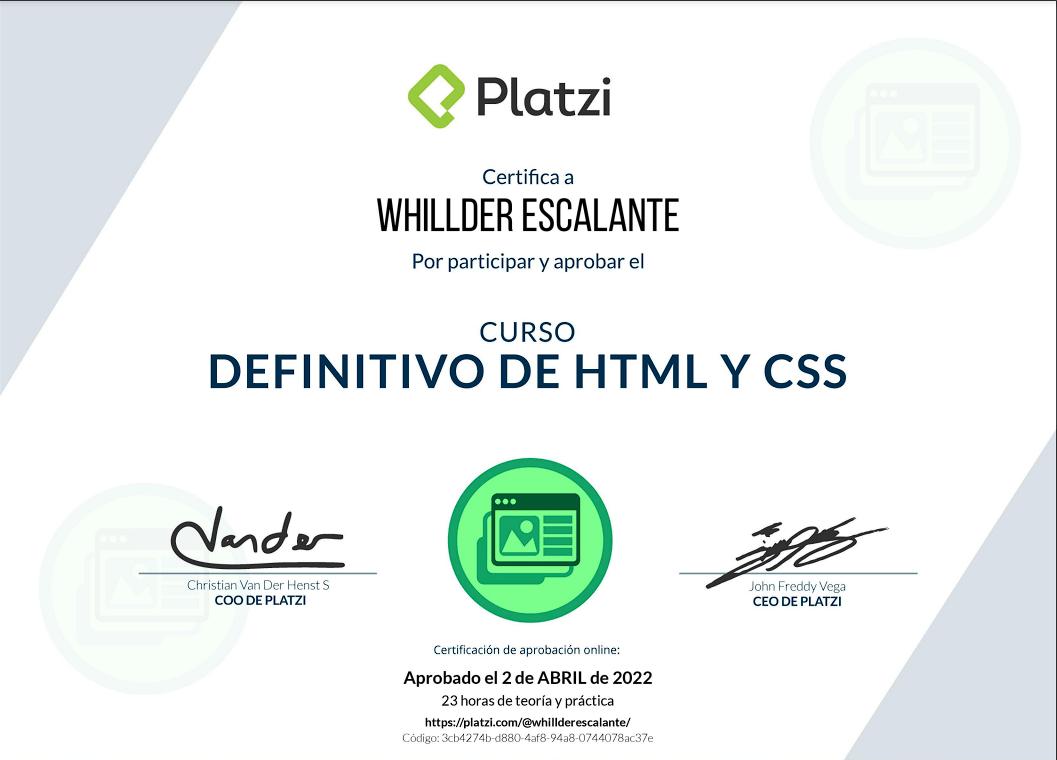 Platzi
Certifica a
WHILLDER ESCALANTE
Por participar y aprobar el
CURSO
DEFINITIVO DE HTML Y CSS
Vander
Christian Van Der Henst S
COO DE PLATZI
John Freddy Vega
CEO DE PLATZI
Certificación de aprobación online:
Aprobado el 2 de ABRIL de 2022
23 horas de teoría y práctica
https://platzi.com/@whillderescalante/
Código: 3cb4274b-d880-4af8-94a8-0744078ac37e